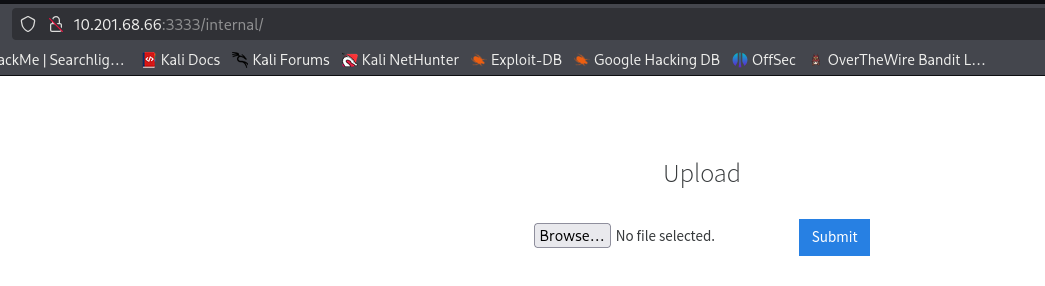 10.201.68.66:3333/internal/
ackMe | Searchlig… Kali Docs Kali Forums Kali NetHunter Exploit-DB Google Hacking DB OffSec OverTheWire Bandit L…
Upload
Browse… No file selected. Submit